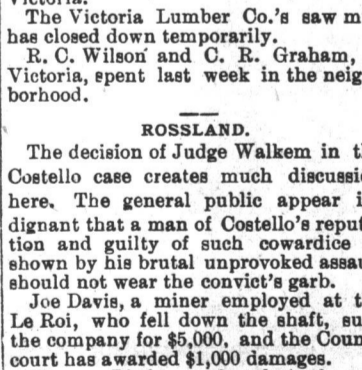 Victoria.
The Victoria Lumber Co.'s saw m
has closed down temporarily.
R. C. Wilson and C. R. Graham,
Victoria, spent last week in the neig
borhood.
ROSSLAND.
The decision of Judge Walkem in th
Costello case creates much discussi
here. The general public appear i
dignant that a man of Costello's reput
tion and guilty of such cowardice
shown by his brutal unprovoked assau
should not wear the convict's garb.
Joe Davis, a miner employed at t
Le Roi, who fell down the shaft, su
the company for $5,000, and the Coun
court has awarded $1,000 damages.